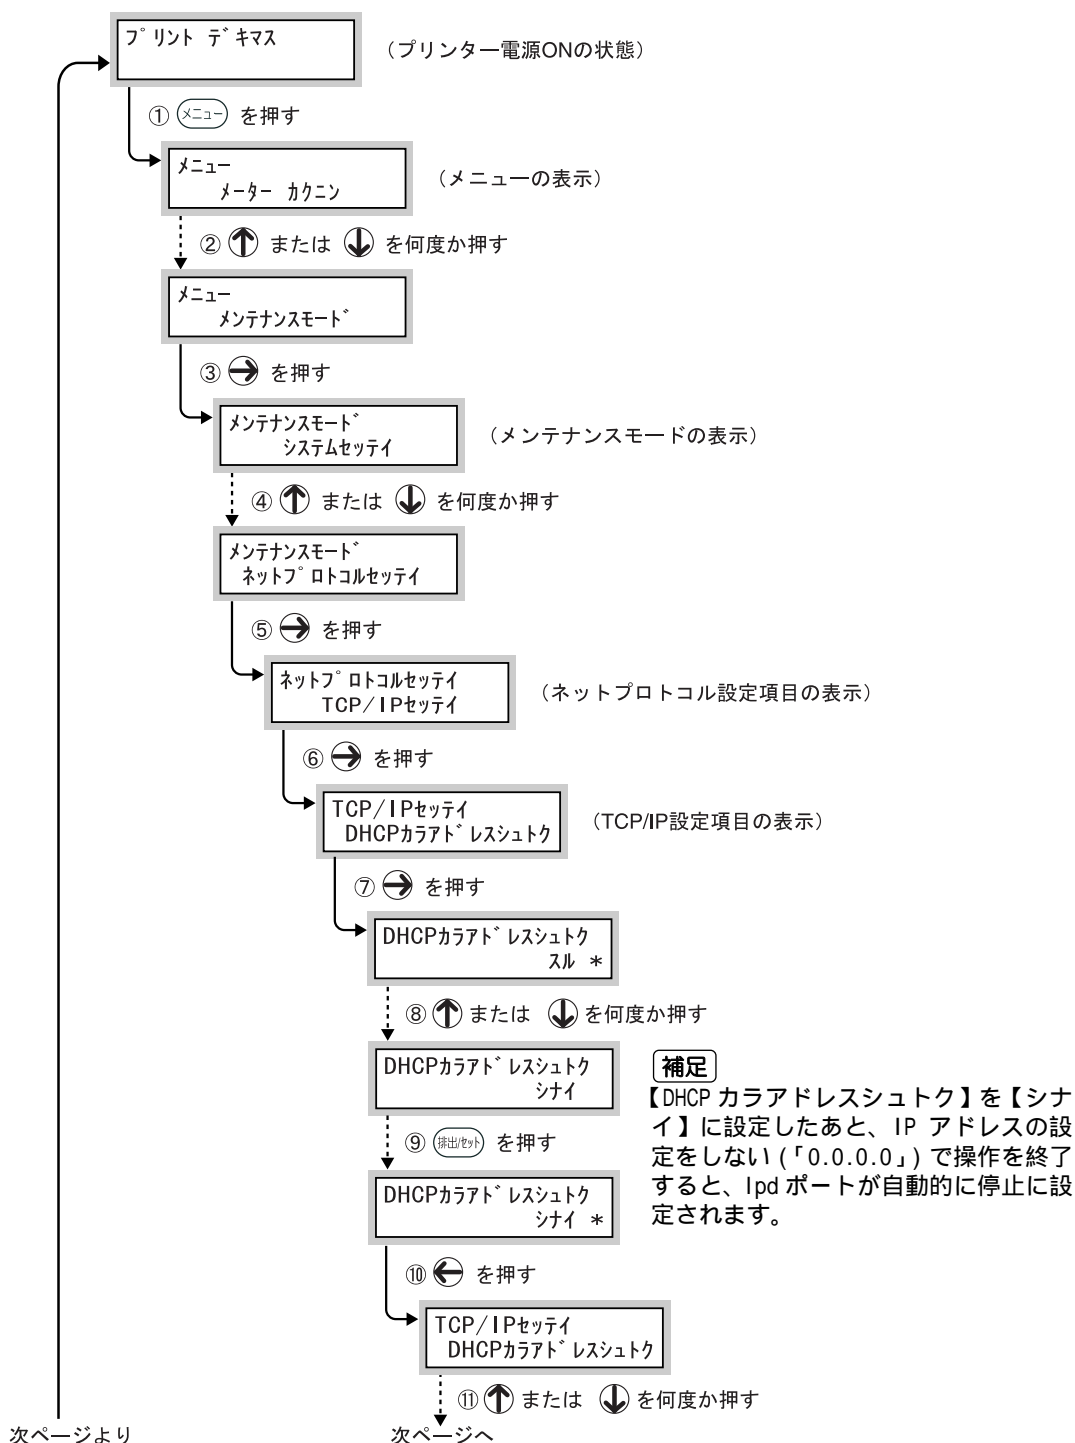 プリント デキマス
(プリンター電源ONの状態)
① メニュー を押す
メニュー
メーター カクニン
(メニューの表示)
② ↑ または ↓ を何度か押す
メニュー
メンテナンスモード
③ → を押す
メンテナンスモード
システムセッテイ
(メンテナンスモードの表示)
④ ↑ または ↓ を何度か押す
メンテナンスモード
ネットプロトコルセッテイ
⑤ → を押す
ネットプロトコルセッテイ
TCP/IPセッテイ
(ネットプロトコル設定項目の表示)
⑥ → を押す
TCP/IPセッテイ
DHCPカラアドレスシュトク
(TCP/IP設定項目の表示)
⑦ → を押す
DHCPカラアドレスシュトク
スル *
⑧ ↑ または ↓ を何度か押す
DHCPカラアドレスシュトク
シナイ
補足
【DHCP カラアドレスシュトク】を【シナ
イ】に設定したあと、IP アドレスの設
定をしない (「0.0.0.0」) で操作を終了
すると、lpd ポートが自動的に停止に設
定されます。
⑨ 排出/セット を押す
DHCPカラアドレスシュトク
シナイ *
⑩ ← を押す
TCP/IPセッテイ
DHCPカラアドレスシュトク
⑪ ↑ または ↓ を何度か押す
次ページより
次ページへ